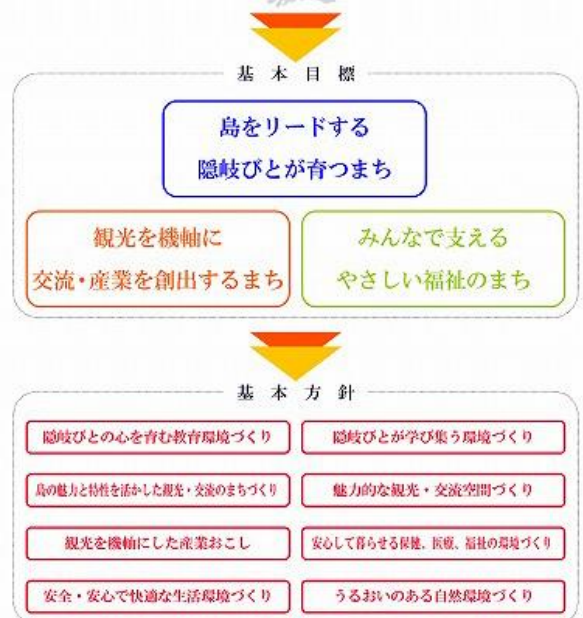 基本目標
島をリードする
隠岐びとが育つまち
観光を機軸に
交流・産業を創出するまち
みんなで支える
やさしい福祉のまち
基本方針
隠岐びとの心を育む教育環境づくり
隠岐びとが学び集う環境づくり
島の魅力と特性を活かした観光・交流のまちづくり
魅力的な観光・交流空間づくり
観光を機軸にした産業おこし
安心して暮らせる保健、医療、福祉の環境づくり
安全・安心で快適な生活環境づくり
うるおいのある自然環境づくり